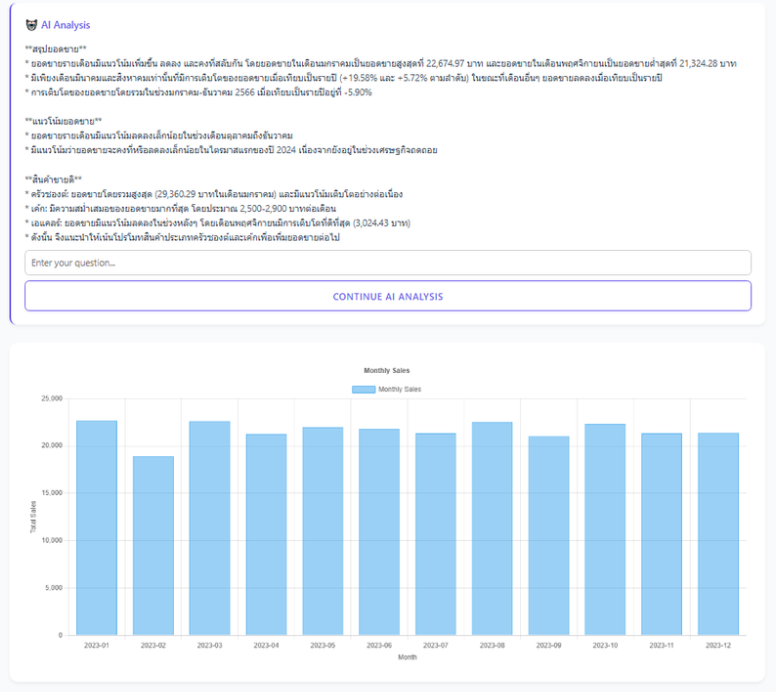 AI Analysis
**สรุปยอดขาย**
* ยอดขายรายเดือนมีแนวโน้มเพิ่มขึ้น ลดลง และคงที่สลับกัน โดยยอดขายในเดือนมกราคมเป็นยอดขายสูงสุดที่ 22,674.97 บาท และยอดขายในเดือนพฤศจิกายนเป็นยอดขายต่ำสุดที่ 21,324.28 บาท
* มีเพียงเดือนมีนาคมและสิงหาคมเท่านั้นที่มีการเติบโตของยอดขายเมื่อเทียบเป็นรายปี (+19.58% และ +5.72% ตามลำดับ) ในขณะที่เดือนอื่นๆ ยอดขายลดลงเมื่อเทียบเป็นรายปี
* การเติบโตของยอดขายโดยรวมในช่วงมกราคม-ธันวาคม 2566 เมื่อเทียบเป็นรายปีอยู่ที่ -5.90%
**แนวโน้มยอดขาย**
* ยอดขายรายเดือนมีแนวโน้มลดลงเล็กน้อยในช่วงเดือนตุลาคมถึงธันวาคม
* มีแนวโน้มว่ายอดขายจะคงที่หรือลดลงเล็กน้อยในไตรมาสแรกของปี 2024 เนื่องจากยังอยู่ในช่วงเศรษฐกิจถดถอย
**สินค้าขายดี**
* ครัวซองต์: ยอดขายโดยรวมสูงสุด (29,360.29 บาทในเดือนมกราคม) และมีแนวโน้มเติบโตอย่างต่อเนื่อง
* เค้ก: มีความสม่ำเสมอของยอดขายมากที่สุด โดยประมาณ 2,500-2,900 บาทต่อเดือน
* เอแคลร์: ยอดขายมีแนวโน้มลดลงในช่วงหลังๆ โดยเดือนพฤศจิกายนมีการเติบโตที่ดีที่สุด (3,024.43 บาท)
* ดังนั้น จึงแนะนำให้เน้นโปรโมทสินค้าประเภทครัวซองต์และเค้กเพื่อเพิ่มยอดขายต่อไป
Enter your question...
CONTINUE AI ANALYSIS
Monthly Sales
Monthly Sales
25,000
20,000
15,000
10,000
5,000
0
Total Sales
2023-01 2023-02 2023-03 2023-04 2023-05 2023-06 2023-07 2023-08 2023-09 2023-10 2023-11 2023-12
Month